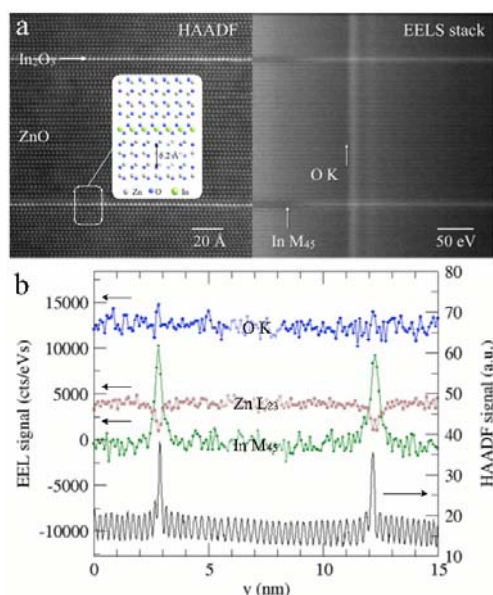 a
HAADF
EELS stack
In₂O₃
ZnO
5.2 Å
Zn O In
O K
20 Å
In M₄₅
50 eV
b
15000
10000
5000
0
-5000
-10000
EEL signal (cts/eVs)
O K
Zn L₂₃
In M₄₅
80
70
60
50
40
30
20
10
HAADF signal (a.u.)
0 5 10 15
y (nm)